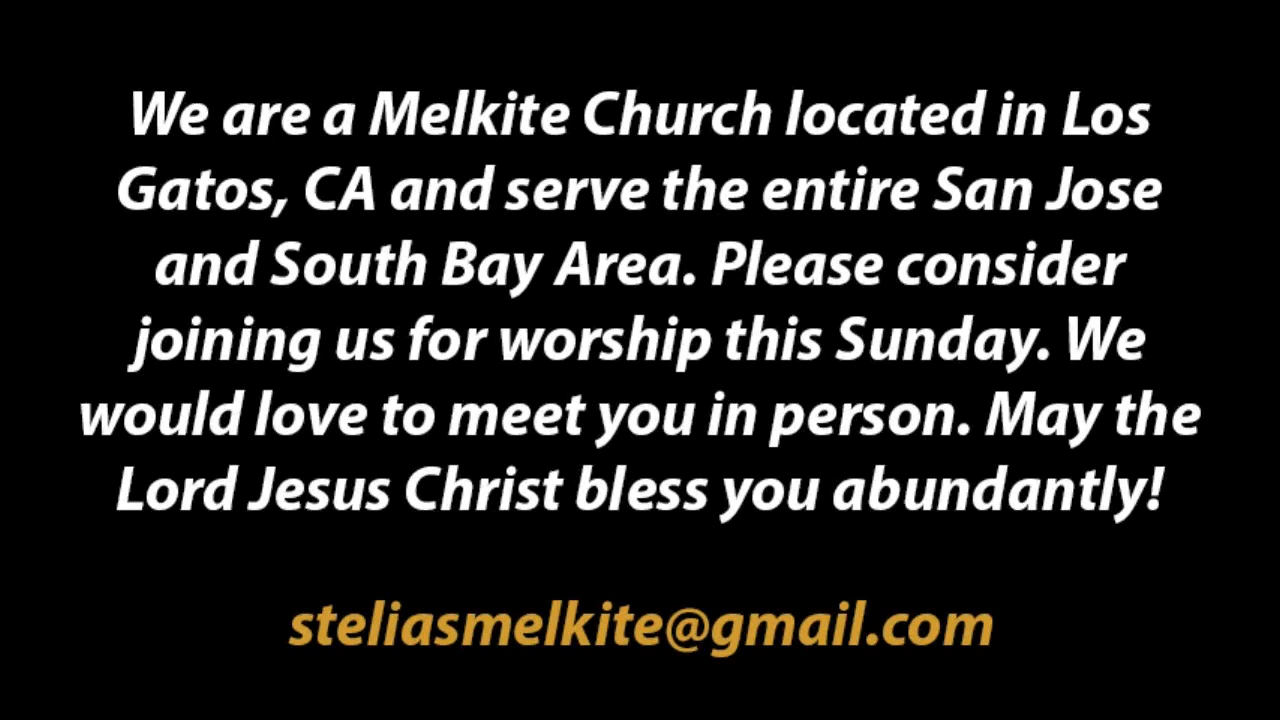 We are a Melkite Church located in Los
Gatos, CA and serve the entire San Jose
and South Bay Area. Please consider
joining us for worship this Sunday. We
would love to meet you in person. May the
Lord Jesus Christ bless you abundantly!
steliasmelkite@gmail.com